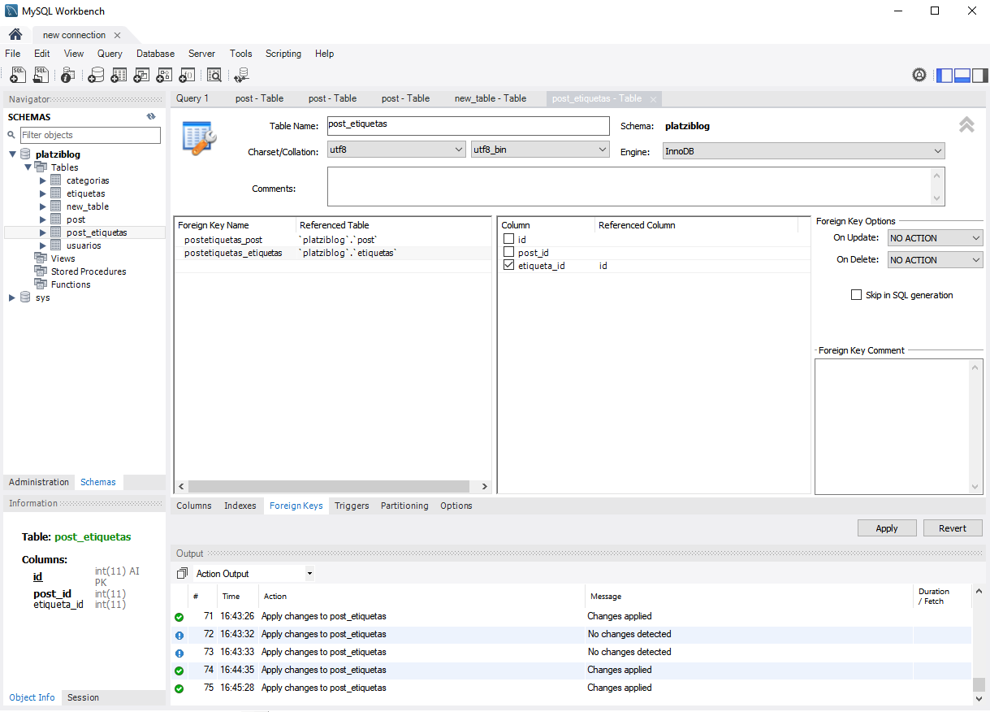 MySQL Workbench
new connection
File Edit View Query Database Server Tools Scripting Help
Navigator
SCHEMAS
Filter objects
platziblog
Tables
categorias
etiquetas
new_table
post
post_etiquetas
usuarios
Views
Stored Procedures
Functions
sys
Administration Schemas
Information
Table: post_etiquetas
Columns:
id int(11) AI
PK
post_id int(11)
etiqueta_id int(11)
Object Info Session
Query 1 post - Table post - Table post - Table new_table - Table post_etiquetas - Table
Table Name: post_etiquetas Schema: platziblog
Charset/Collation: utf8 utf8_bin Engine: InnoDB
Comments:
Foreign Key Name Referenced Table
postetiquetas_post `platziblog`.`post`
postetiquetas_etiquetas `platziblog`.`etiquetas`
Column Referenced Column
id
post_id
etiqueta_id id
Foreign Key Options
On Update: NO ACTION
On Delete: NO ACTION
Skip in SQL generation
Foreign Key Comment
Columns Indexes Foreign Keys Triggers Partitioning Options
Apply Revert
Output
Action Output
# Time Action Message Duration / Fetch
71 16:43:26 Apply changes to post_etiquetas Changes applied
72 16:43:32 Apply changes to post_etiquetas No changes detected
73 16:43:33 Apply changes to post_etiquetas No changes detected
74 16:44:35 Apply changes to post_etiquetas Changes applied
75 16:45:28 Apply changes to post_etiquetas Changes applied